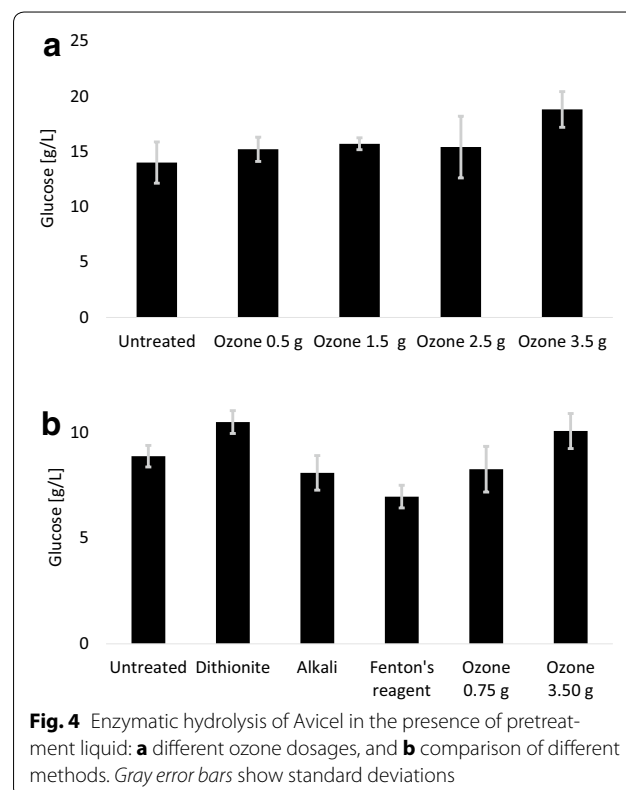 a
25
20
15
10
5
0
Glucose [g/L]
Untreated Ozone 0.5 g Ozone 1.5 g Ozone 2.5 g Ozone 3.5 g
b
10
5
0
Glucose [g/L]
Untreated Dithionite Alkali Fenton's Ozone Ozone
reagent 0.75 g 3.50 g
Fig. 4 Enzymatic hydrolysis of Avicel in the presence of pretreat-
ment liquid: a different ozone dosages, and b comparison of different
methods. Gray error bars show standard deviations